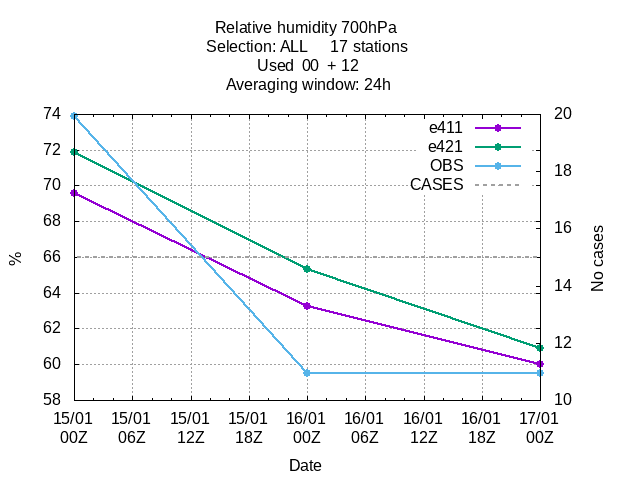 Relative humidity 700hPa
Selection: ALL     17 stations
Used  00  + 12
Averaging window: 24h
74
72
70
68
66
64
62
60
58
%
20
18
16
14
12
10
No cases
e411
e421
OBS
CASES
15/01 15/01 15/01 15/01 16/01 16/01 16/01 16/01 17/01
00Z 06Z 12Z 18Z 00Z 06Z 12Z 18Z 00Z
Date